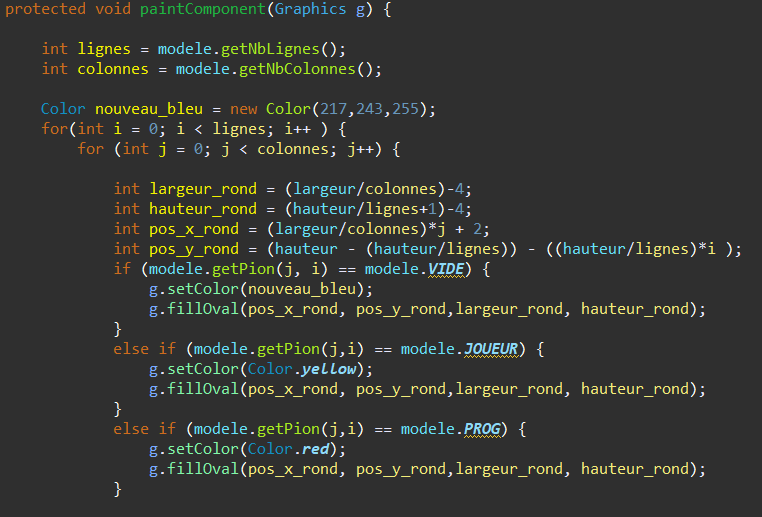 protected void paintComponent(Graphics g) {
int lignes = modele.getNbLignes();
int colonnes = modele.getNbColonnes();
Color nouveau_bleu = new Color(217,243,255);
for(int i = 0; i < lignes; i++ ) {
for (int j = 0; j < colonnes; j++) {
int largeur_rond = (largeur/colonnes)-4;
int hauteur_rond = (hauteur/lignes+1)-4;
int pos_x_rond = (largeur/colonnes)*j + 2;
int pos_y_rond = (hauteur - (hauteur/lignes)) - ((hauteur/lignes)*i );
if (modele.getPion(j, i) == modele.VIDE) {
g.setColor(nouveau_bleu);
g.fillOval(pos_x_rond, pos_y_rond,largeur_rond, hauteur_rond);
}
else if (modele.getPion(j,i) == modele.JOUEUR) {
g.setColor(Color.yellow);
g.fillOval(pos_x_rond, pos_y_rond,largeur_rond, hauteur_rond);
}
else if (modele.getPion(j,i) == modele.PROG) {
g.setColor(Color.red);
g.fillOval(pos_x_rond, pos_y_rond,largeur_rond, hauteur_rond);
}